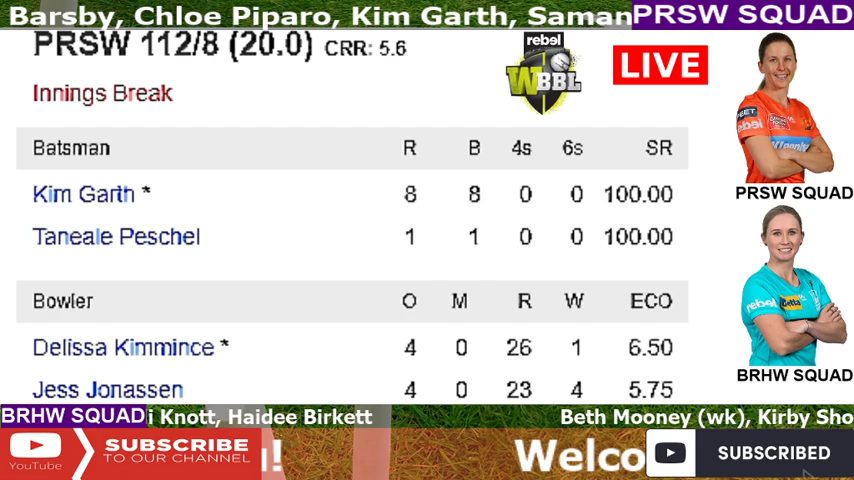 Barsby, Chloe Piparo, Kim Garth, Saman
PRSW SQUAD
PRSW 112/8 (20.0) CRR: 5.6
rebel
WBBL
LIVE
Innings Break
Batsman R B 4s 6s SR
Kim Garth * 8 8 0 0 100.00
Taneale Peschel 1 1 0 0 100.00
PRSW SQUAD
Bowler O M R W ECO
Delissa Kimmince * 4 0 26 1 6.50
Jess Jonassen 4 0 23 4 5.75
rebel
BRHW SQUAD
BRHW SQUAD i Knott, Haidee Birkett Beth Mooney (wk), Kirby Sho
YouTube
SUBSCRIBE
TO OUR CHANNEL
u!
Welco
SUBSCRIBED